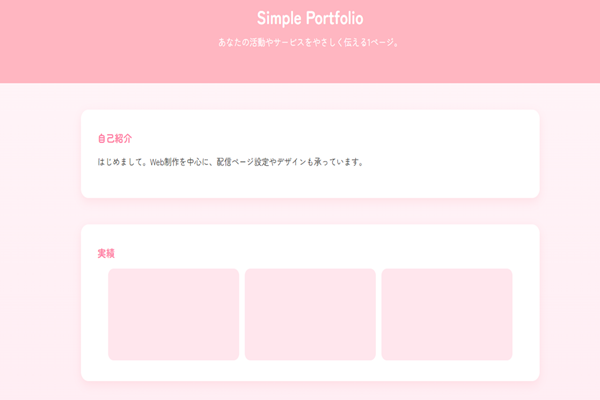 Simple Portfolio
あなたの活動やサービスをやさしく伝える1ページ。
自己紹介
はじめまして。Web制作を中心に、配信ページ設定やデザインも承っています。
実績